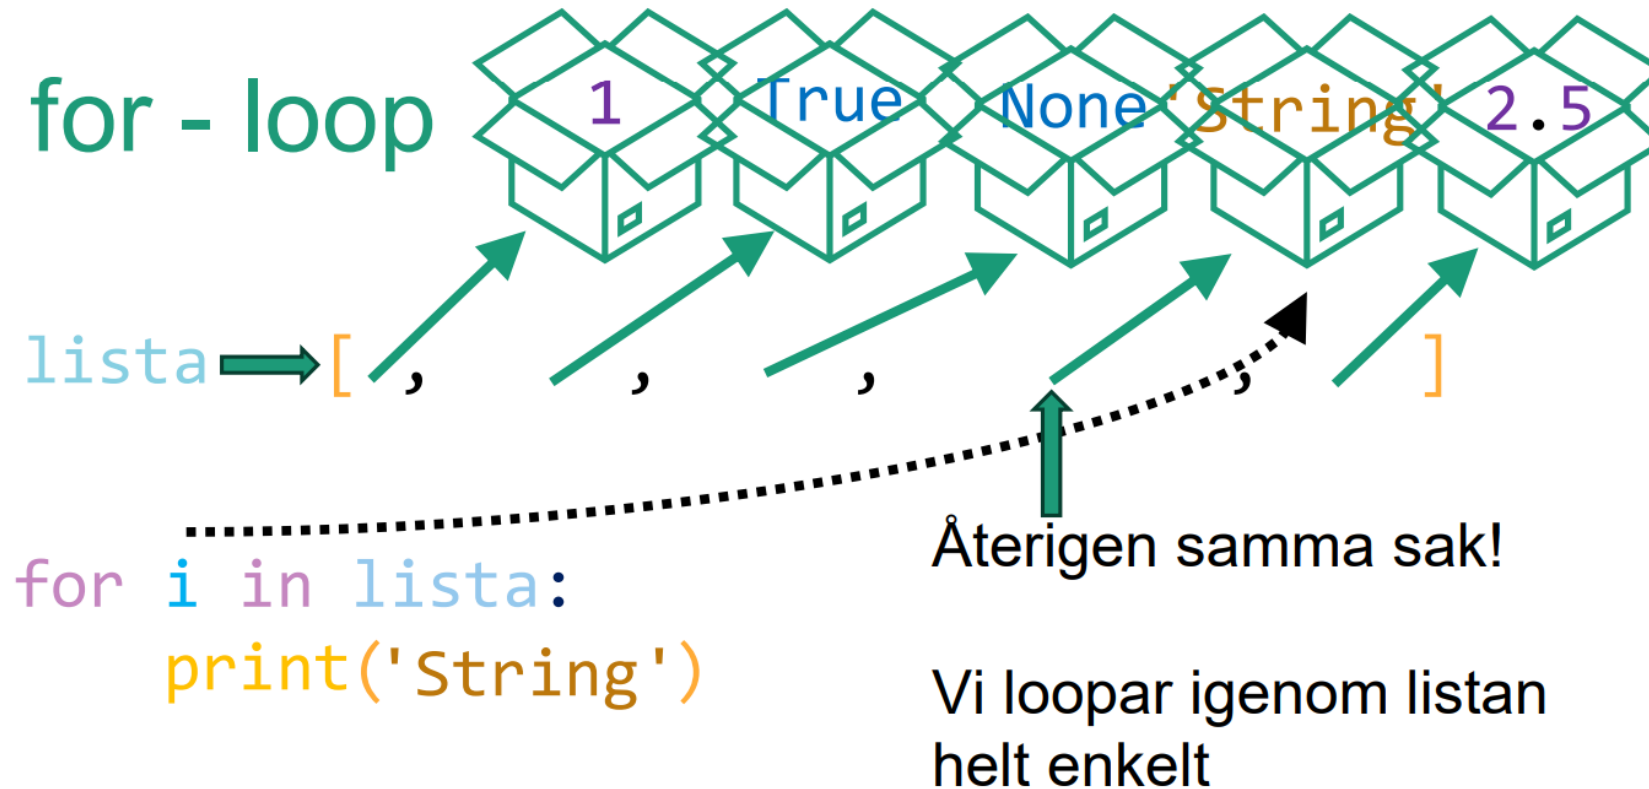 for - loop
1 True None 'String' 2.5
lista [ , , , , ]
for i in lista:
print('String')
Återigen samma sak!
Vi loopar igenom listan
helt enkelt